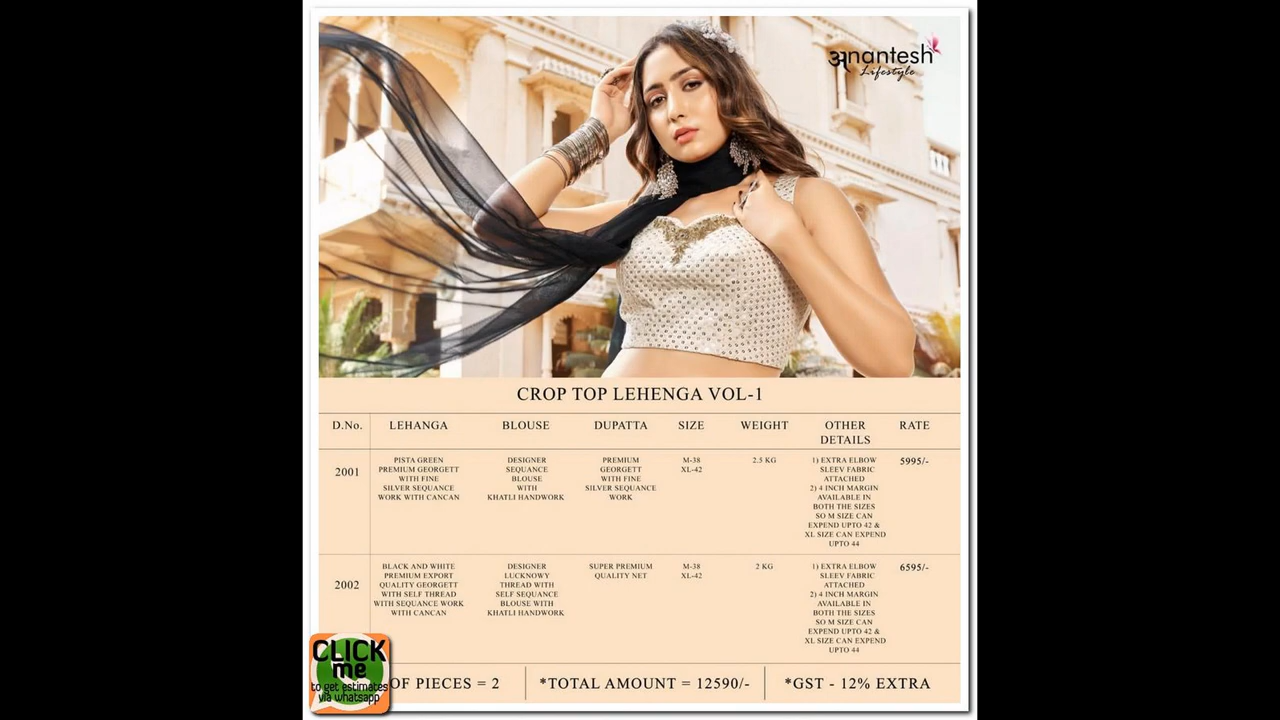 अnantesh
Lifestyle
CROP TOP LEHENGA VOL-1
D.No. LEHANGA BLOUSE DUPATTA SIZE WEIGHT OTHER DETAILS RATE
2001
PISTA GREEN
PREMIUM GEORGETT
WITH FINE
SILVER SEQUANCE
WORK WITH CANCAN
DESIGNER
SEQUANCE
BLOUSE
WITH
KHATLI HANDWORK
PREMIUM
GEORGETT
WITH FINE
SILVER SEQUANCE
WORK
M-38
XL-42
2.5 KG
1) EXTRA ELBOW
SLEEV FABRIC
ATTACHED
2) 4 INCH MARGIN
AVAILABLE IN
BOTH THE SIZES
SO M SIZE CAN
EXPEND UPTO 42 &
XL SIZE CAN EXPEND
UPTO 44
5995/-
2002
BLACK AND WHITE
PREMIUM EXPORT
QUALITY GEORGETT
WITH SELF THREAD
WITH SEQUANCE WORK
WITH CANCAN
DESIGNER
LUCKNOWY
THREAD WITH
SELF SEQUANCE
BLOUSE WITH
KHATLI HANDWORK
SUPER PREMIUM
QUALITY NET
M-38
XL-42
2 KG
1) EXTRA ELBOW
SLEEV FABRIC
ATTACHED
2) 4 INCH MARGIN
AVAILABLE IN
BOTH THE SIZES
SO M SIZE CAN
EXPEND UPTO 42 &
XL SIZE CAN EXPEND
UPTO 44
6595/-
OF PIECES = 2
*TOTAL AMOUNT = 12590/-
*GST - 12% EXTRA
CLICK
me
to get estimates
via whatsapp